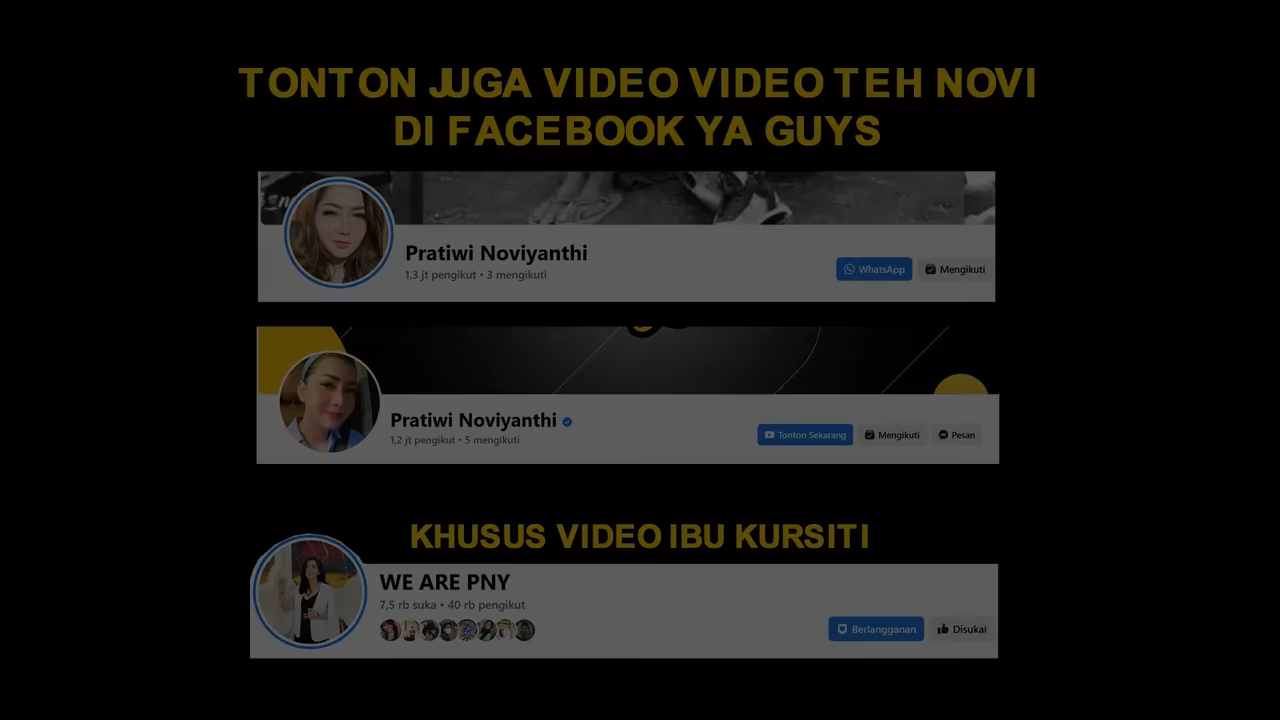 TONTON JUGA VIDEO VIDEO TEH NOVI
DI FACEBOOK YA GUYS
Pratiwi Noviyanthi
1,3 jt pengikut • 3 mengikuti
WhatsApp
Mengikuti
Pratiwi Noviyanthi
1,2 jt pengikut • 5 mengikuti
Tonton Sekarang
Mengikuti
Pesan
KHUSUS VIDEO IBU KURSITI
WE ARE PNY
7,5 rb suka • 40 rb pengikut
Berlangganan
Disukai